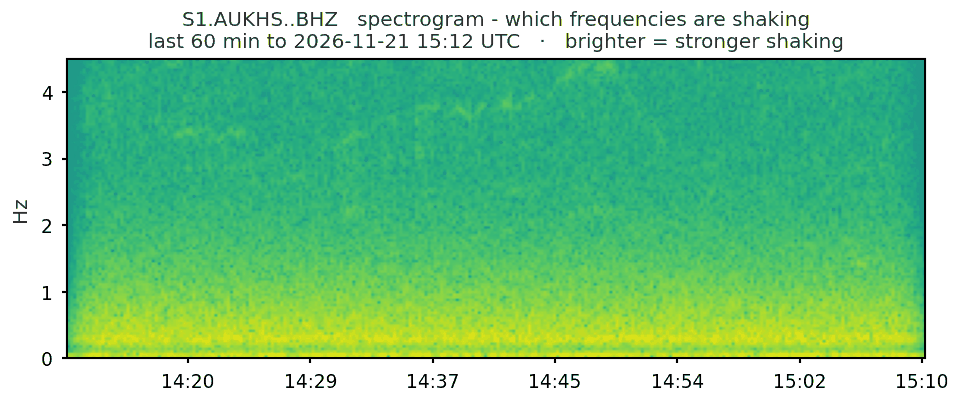 S1.AUKHS..BHZ   spectrogram - which frequencies are shaking
last 60 min to 2026-11-21 15:12 UTC   ·   brighter = stronger shaking
4
3
Hz
2
1
0
14:20 14:29 14:37 14:45 14:54 15:02 15:10